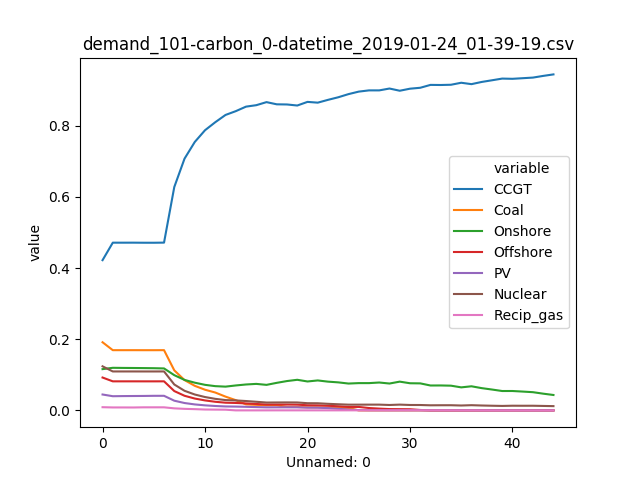 demand_101-carbon_0-datetime_2019-01-24_01-39-19.csv
value
0.8
0.6
0.4
0.2
0.0
variable
CCGT
Coal
Onshore
Offshore
PV
Nuclear
Recip_gas
0 10 20 30 40
Unnamed: 0